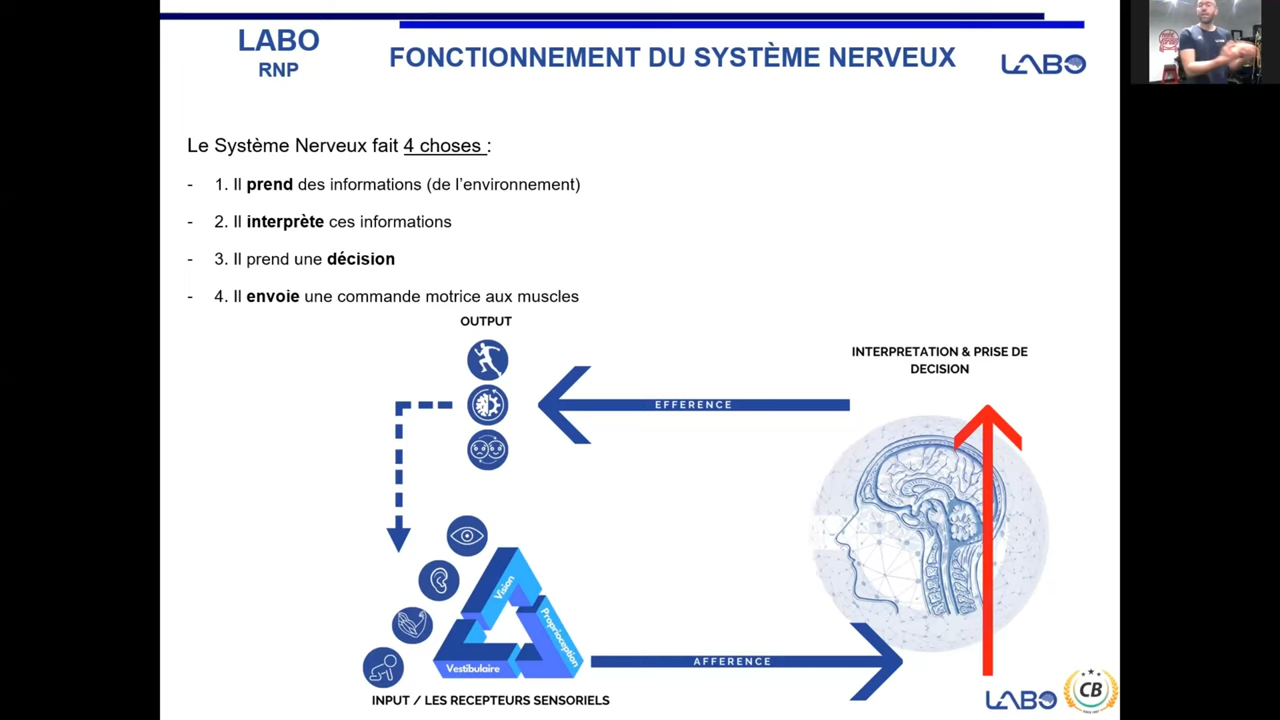 LABO
RNP
FONCTIONNEMENT DU SYSTÈME NERVEUX
LABO
Le Système Nerveux fait 4 choses :
- 1. Il prend des informations (de l'environnement)
- 2. Il interprète ces informations
- 3. Il prend une décision
- 4. Il envoie une commande motrice aux muscles
OUTPUT
INTERPRETATION & PRISE DE
DECISION
EFFERENCE
Vision
Proprioception
Vestibulaire
AFFERENCE
INPUT / LES RECEPTEURS SENSORIELS
LABO
CB